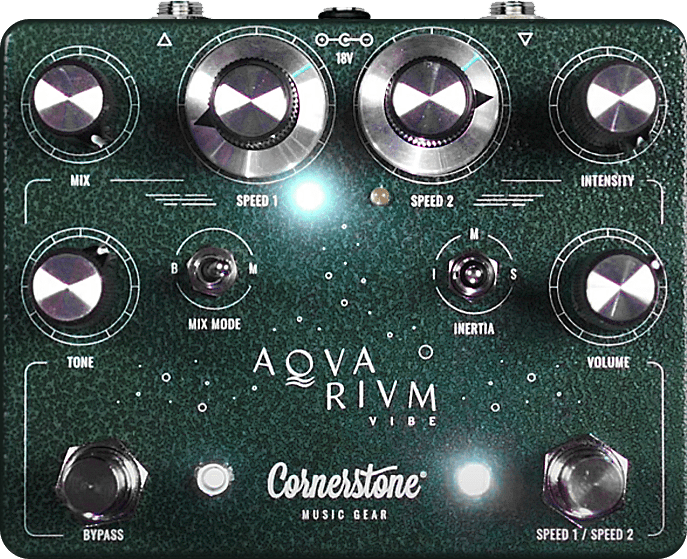 18V
MIX
SPEED 1
SPEED 2
INTENSITY
B
M
MIX MODE
M
I
S
INERTIA
TONE
VOLUME
AQVA
RIVM
VIBE
Cornerstone®
MUSIC GEAR
BYPASS
SPEED 1 / SPEED 2